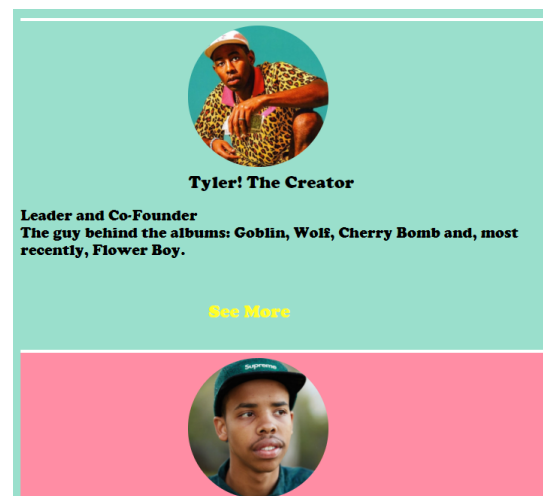 Tyler! The Creator
Leader and Co-Founder
The guy behind the albums: Goblin, Wolf, Cherry Bomb and, most
recently, Flower Boy.
See More
Supreme